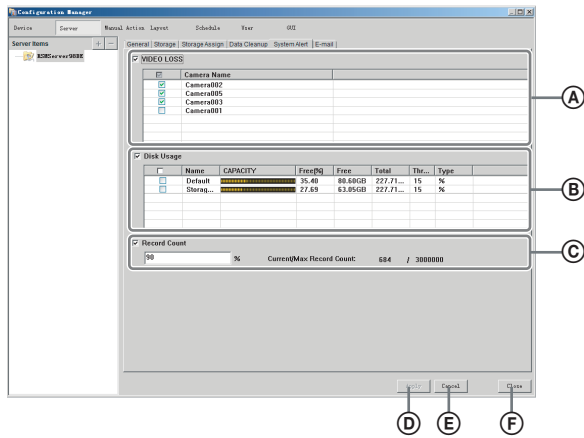 Configuration Manager
Device Server Manual Action Layout Schedule User GUI
Server Items + -
General | Storage | Storage Assign | Data Cleanup System Alert | E-mail |
VIDEO LOSS
Camera Name
Camera002
Camera005
Camera003
Camera001
A
Disk Usage
Name CAPACITY Free(%) Free Total Thr... Type
Default 35.40 80.60GB 227.71... 15 %
Storag... 27.69 63.05GB 227.71... 15 %
B
Record Count
90 % Current/Max Record Count: 684 / 3000000
C
Apply Cancel Close
D E F